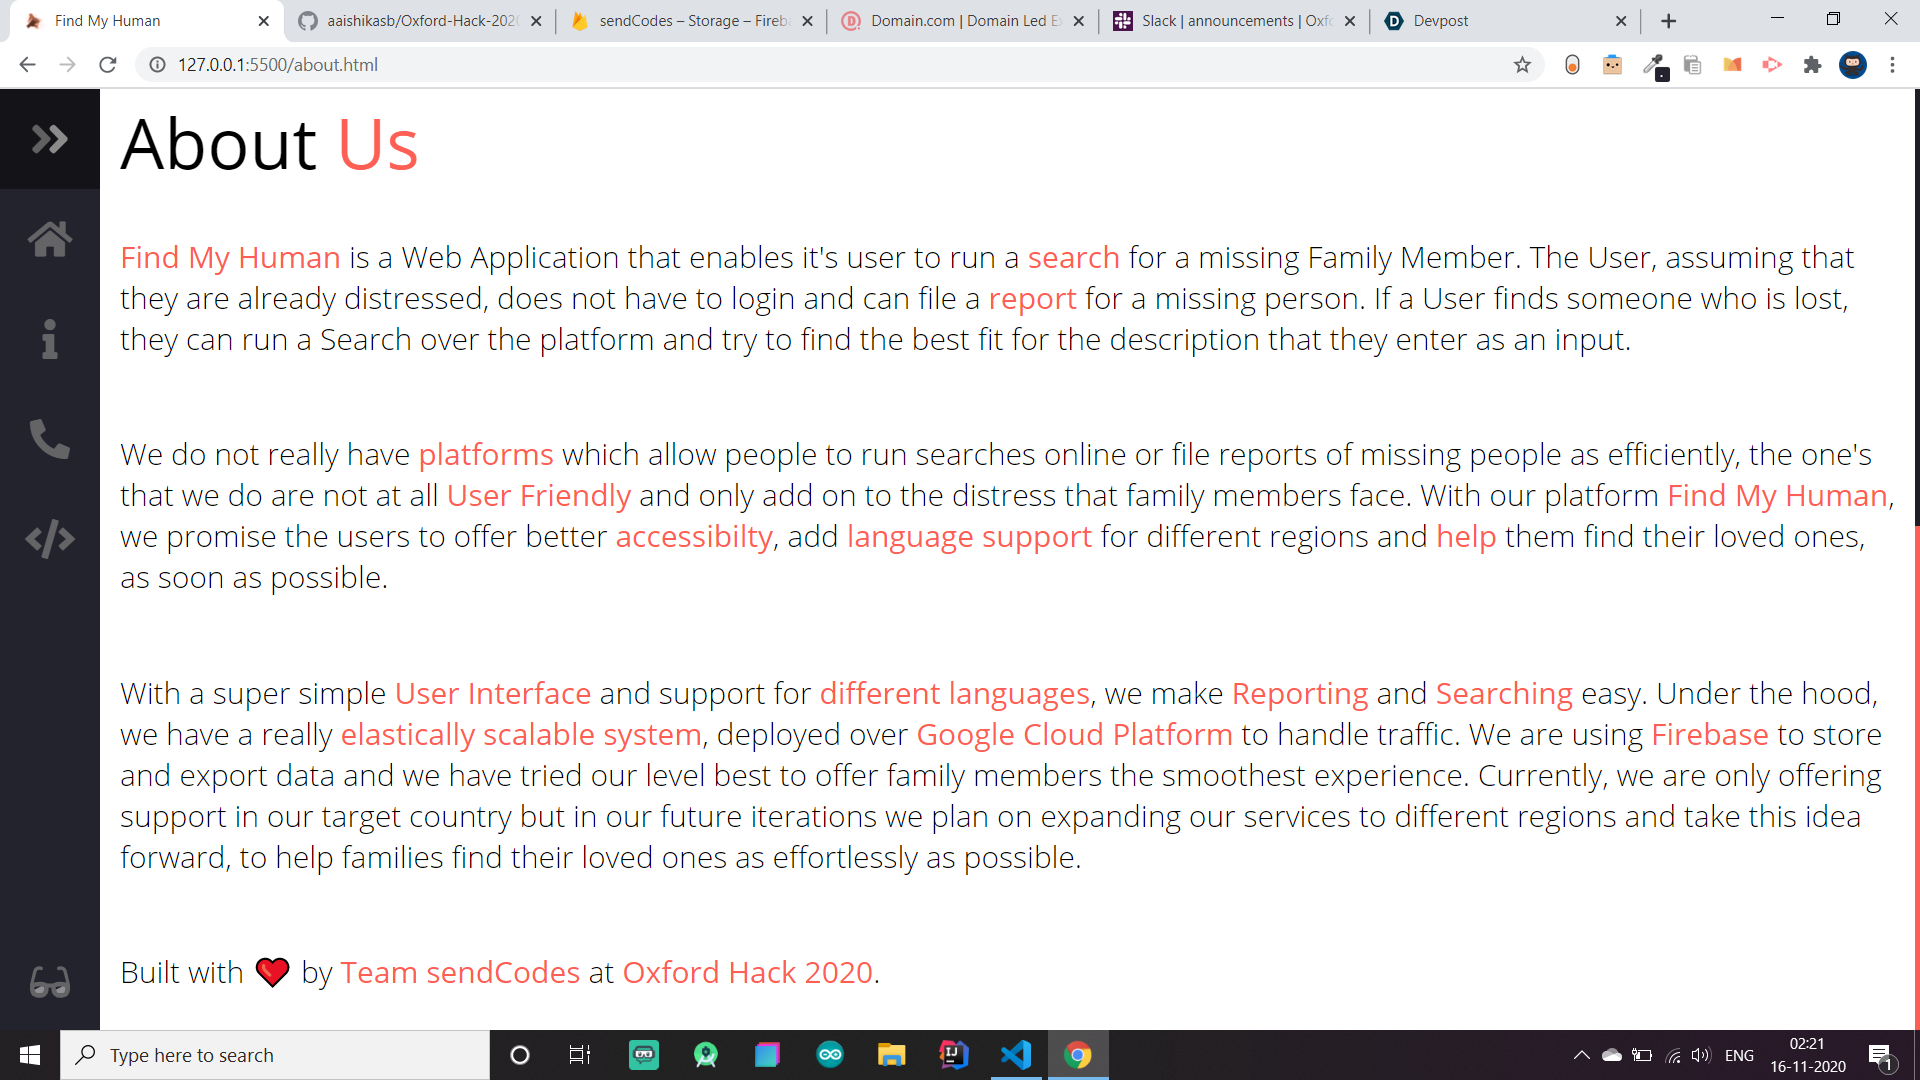 Find My Human
aaishikasb/Oxford-Hack-2020
sendCodes – Storage – Fireb
Domain.com | Domain Led E
Slack | announcements | Oxfo
Devpost
127.0.0.1:5500/about.html
About Us
Find My Human is a Web Application that enables it's user to run a search for a missing Family Member. The User, assuming that
they are already distressed, does not have to login and can file a report for a missing person. If a User finds someone who is lost,
they can run a Search over the platform and try to find the best fit for the description that they enter as an input.
We do not really have platforms which allow people to run searches online or file reports of missing people as efficiently, the one's
that we do are not at all User Friendly and only add on to the distress that family members face. With our platform Find My Human,
we promise the users to offer better accessibilty, add language support for different regions and help them find their loved ones,
as soon as possible.
With a super simple User Interface and support for different languages, we make Reporting and Searching easy. Under the hood,
we have a really elastically scalable system, deployed over Google Cloud Platform to handle traffic. We are using Firebase to store
and export data and we have tried our level best to offer family members the smoothest experience. Currently, we are only offering
support in our target country but in our future iterations we plan on expanding our services to different regions and take this idea
forward, to help families find their loved ones as effortlessly as possible.
Built with ❤️ by Team sendCodes at Oxford Hack 2020.
Type here to search
ENG
02:21
16-11-2020
1